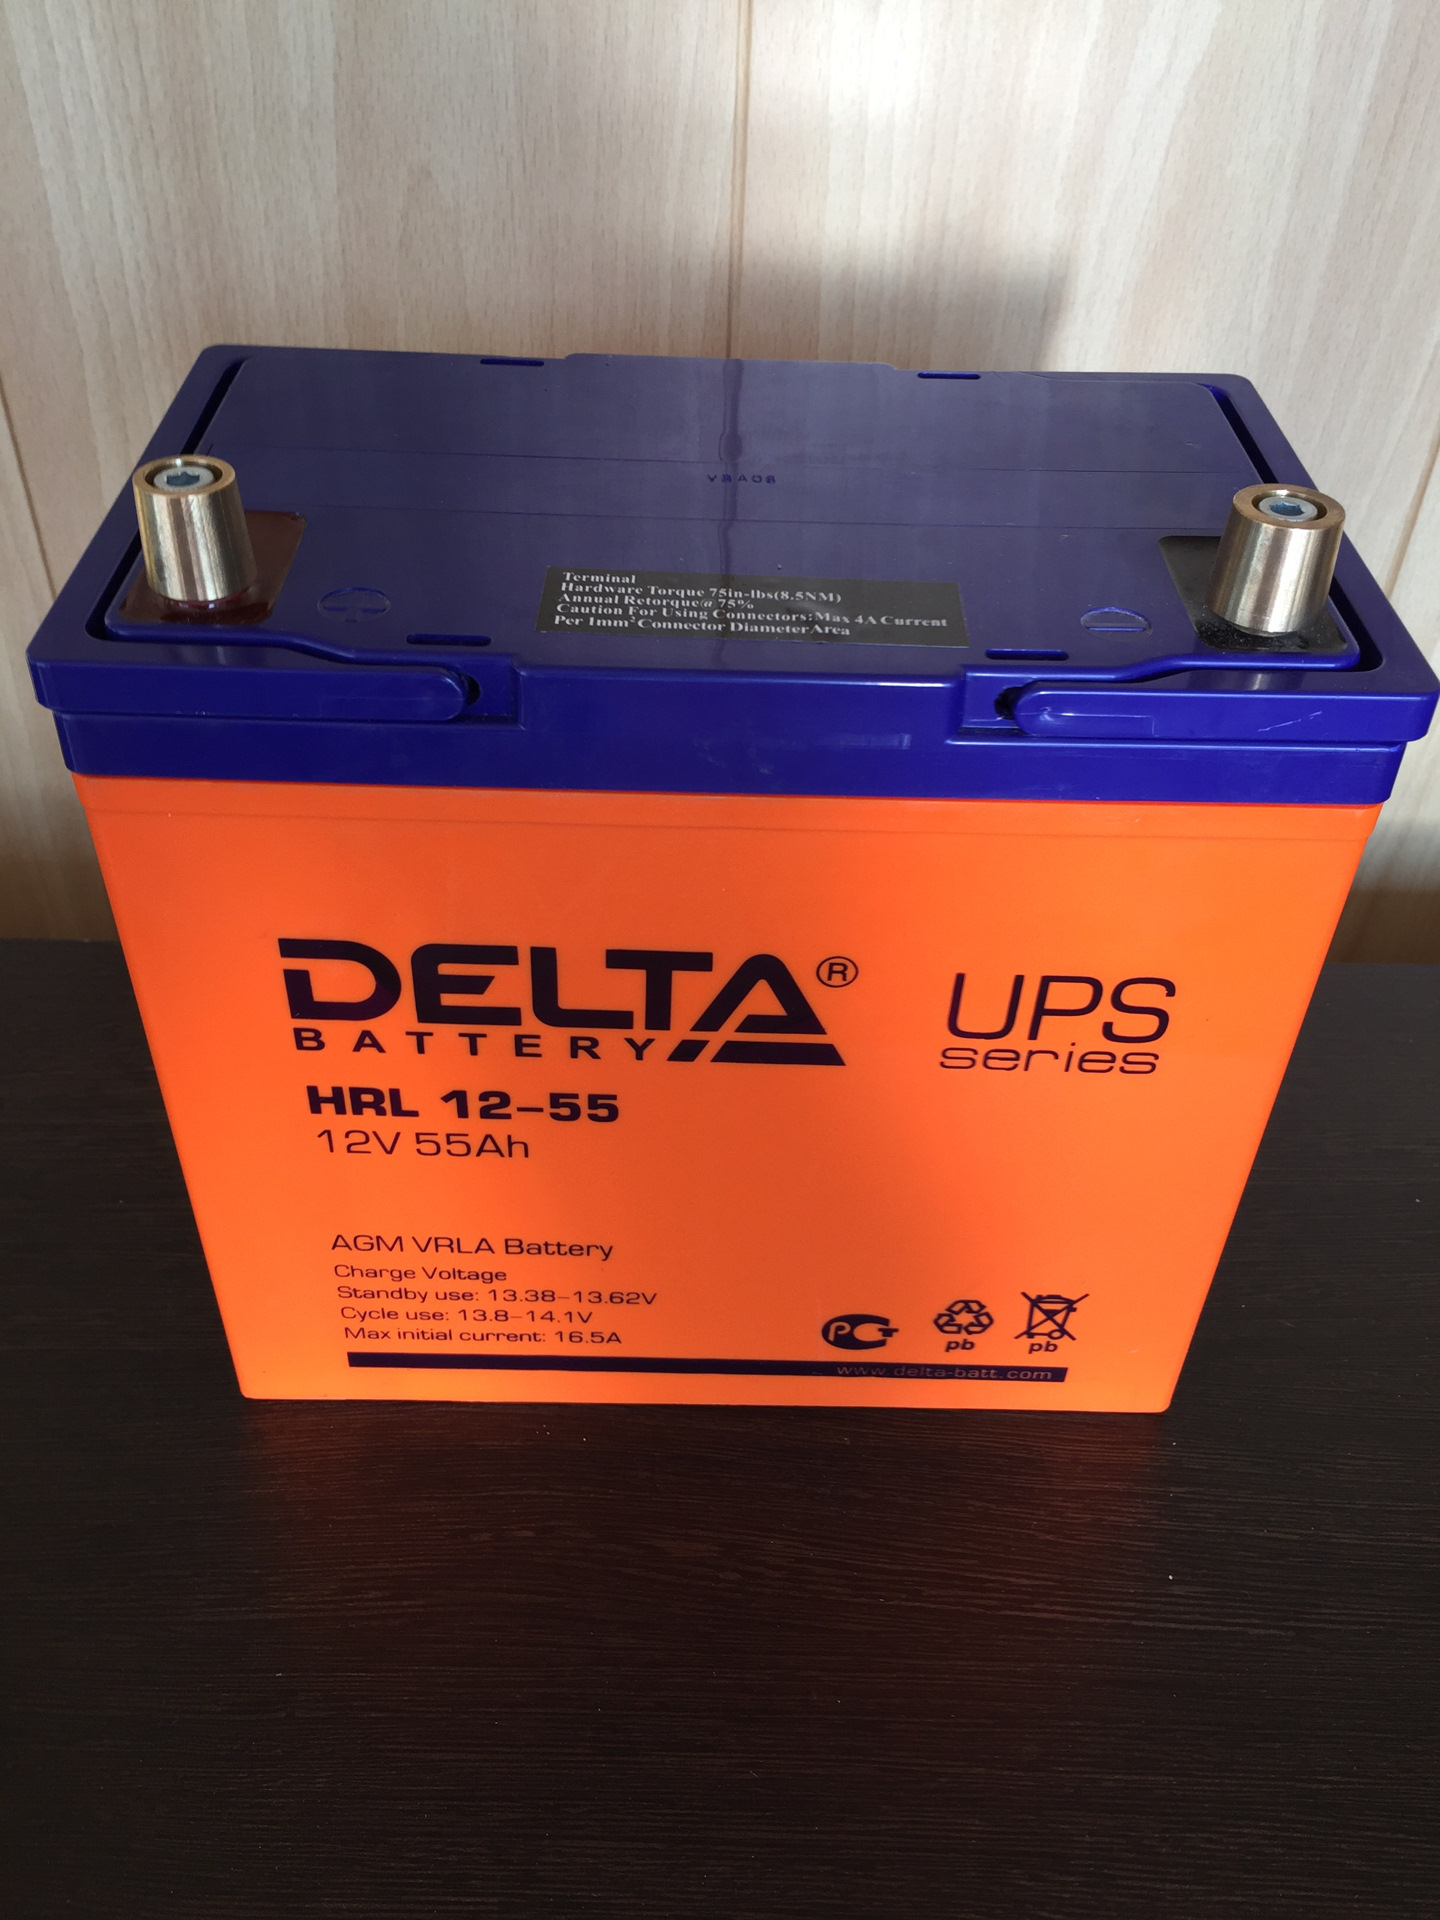 Terminal
Hardware Torque 75in-lbs(8.5NM)
Annual Retorque@ 75%
Caution For Using Connectors:Max 4A Current
Per 1mm² Connector Diameter Area
DELTA®
BATTERY
UPS
series
HRL 12-55
12V 55Ah
AGM VRLA Battery
Charge Voltage
Standby use: 13.38-13.62V
Cycle use: 13.8-14.1V
Max initial current: 16.5A
PCT
pb
pb
www.delta-batt.com